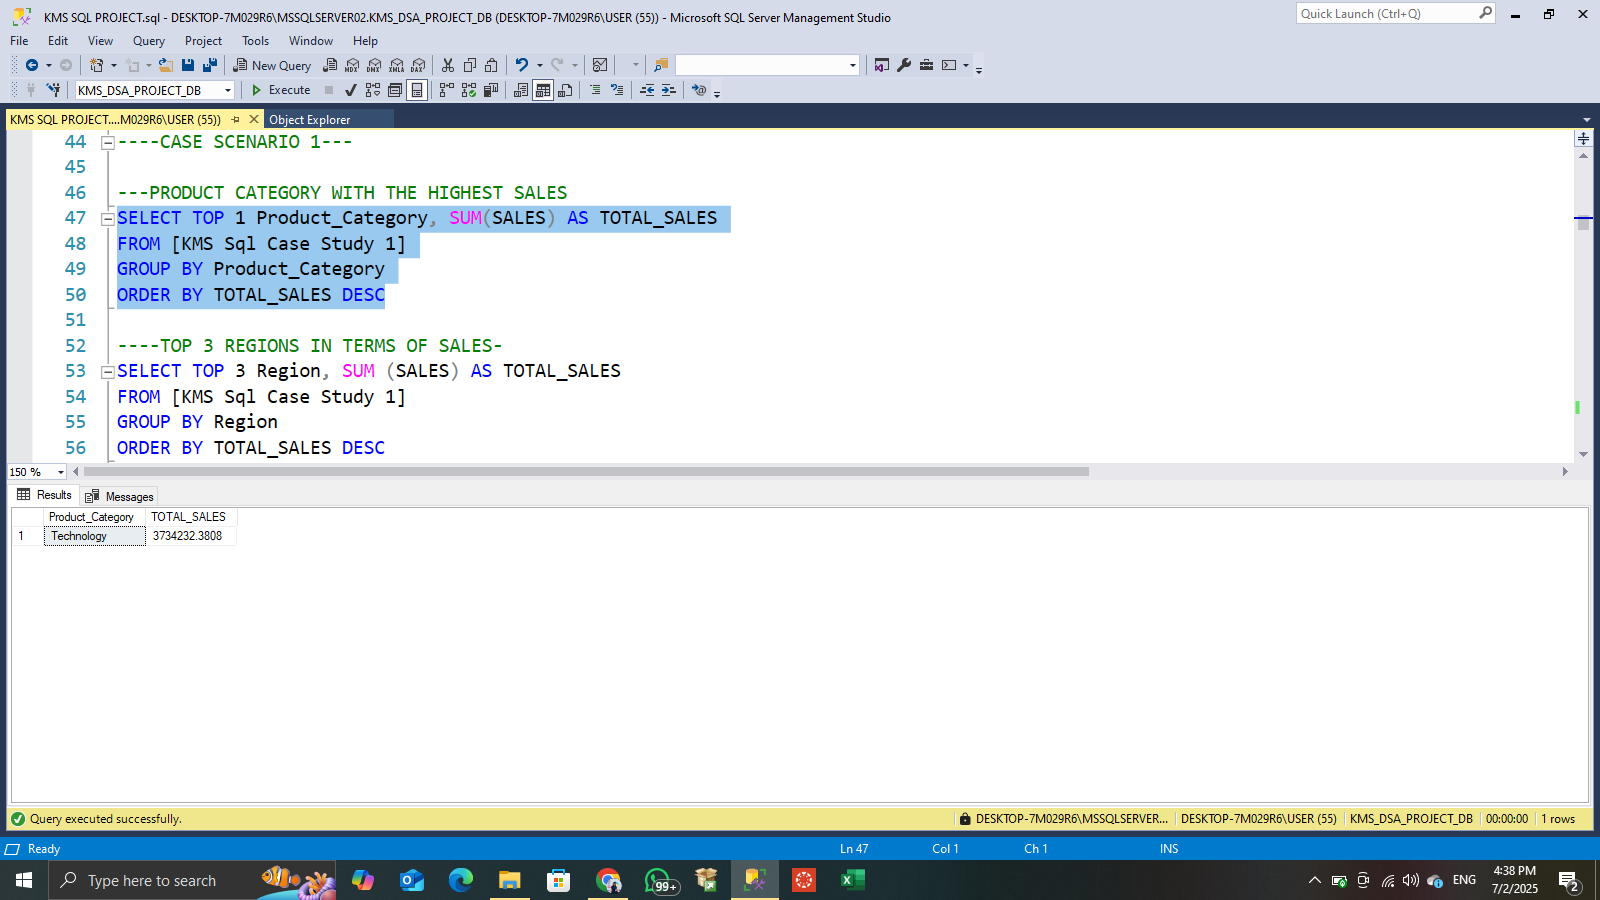 KMS SQL PROJECT.sql - DESKTOP-7M029R6\MSSQLSERVER02.KMS_DSA_PROJECT_DB (DESKTOP-7M029R6\USER (55)) - Microsoft SQL Server Management Studio
Quick Launch (Ctrl+Q)
File Edit View Query Project Tools Window Help
New Query
MDX DMX XMLA DAX
KMS_DSA_PROJECT_DB
Execute
KMS SQL PROJECT....M029R6\USER (55)) Object Explorer
44 ----CASE SCENARIO 1---
45
46 ---PRODUCT CATEGORY WITH THE HIGHEST SALES
47 SELECT TOP 1 Product_Category, SUM(SALES) AS TOTAL_SALES
48 FROM [KMS Sql Case Study 1]
49 GROUP BY Product_Category
50 ORDER BY TOTAL_SALES DESC
51
52 ----TOP 3 REGIONS IN TERMS OF SALES-
53 SELECT TOP 3 Region, SUM (SALES) AS TOTAL_SALES
54 FROM [KMS Sql Case Study 1]
55 GROUP BY Region
56 ORDER BY TOTAL_SALES DESC
150 %
Results Messages
Product_Category TOTAL_SALES
1 Technology 3734232.3808
Query executed successfully.
DESKTOP-7M029R6\MSSQLSERVER... DESKTOP-7M029R6\USER (55) KMS_DSA_PROJECT_DB 00:00:00 1 rows
Ready
Ln 47 Col 1 Ch 1 INS
Type here to search
99+
ENG
4:38 PM
7/2/2025
2